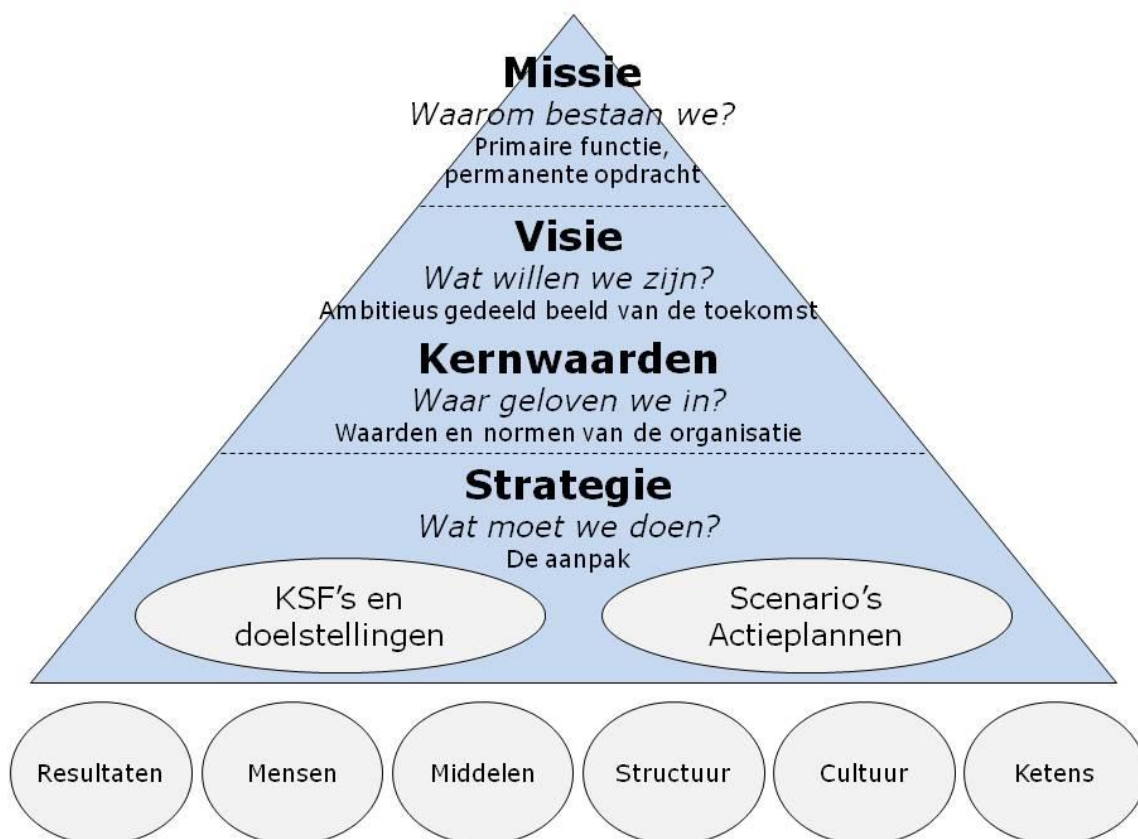 Missie
Waarom bestaan we?
Primaire functie,
permanente opdracht
Visie
Wat willen we zijn?
Ambitieus gedeeld beeld van de toekomst
Kernwaarden
Waar geloven we in?
Waarden en normen van de organisatie
Strategie
Wat moet we doen?
De aanpak
KSF's en
doelstellingen
Scenario's
Actieplannen
Resultaten
Mensen
Middelen
Structuur
Cultuur
Ketens